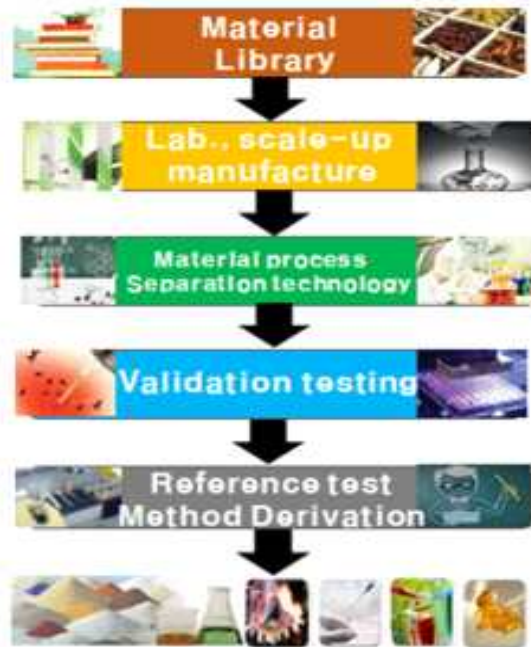 Material
Library
Lab., scale-up
manufacture
Material process
Separation technology
Validation testing
Reference test
Method Derivation